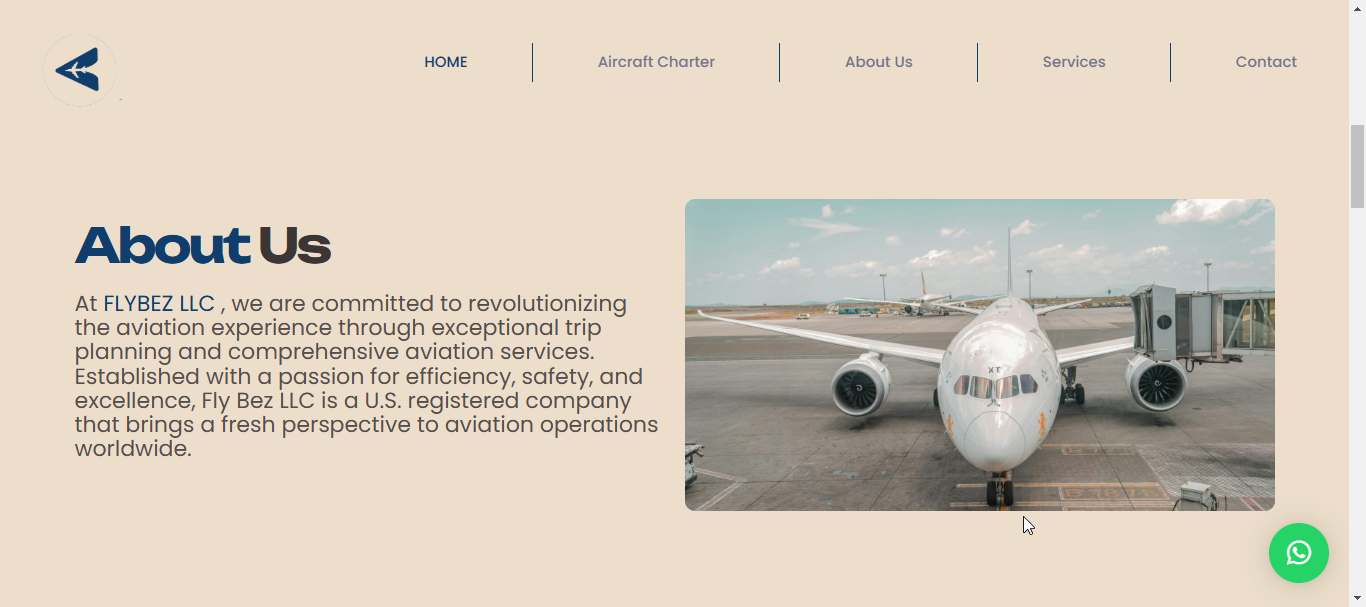 HOME
Aircraft Charter
About Us
Services
Contact
About Us
At FLYBEZ LLC , we are committed to revolutionizing
the aviation experience through exceptional trip
planning and comprehensive aviation services.
Established with a passion for efficiency, safety, and
excellence, Fly Bez LLC is a U.S. registered company
that brings a fresh perspective to aviation operations
worldwide.